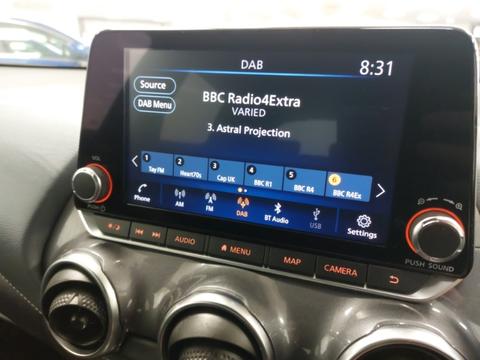 DAB
8:31
Source
DAB Menu
BBC Radio4Extra
VARIED
3. Astral Projection
1 2 3 4 5 6
Tay FM Heart70s Cap UK BBC R1 BBC R4 BBC R4Ex
Phone AM FM DAB BT Audio USB Settings
VOL
AUDIO MENU MAP CAMERA
PUSH SOUND